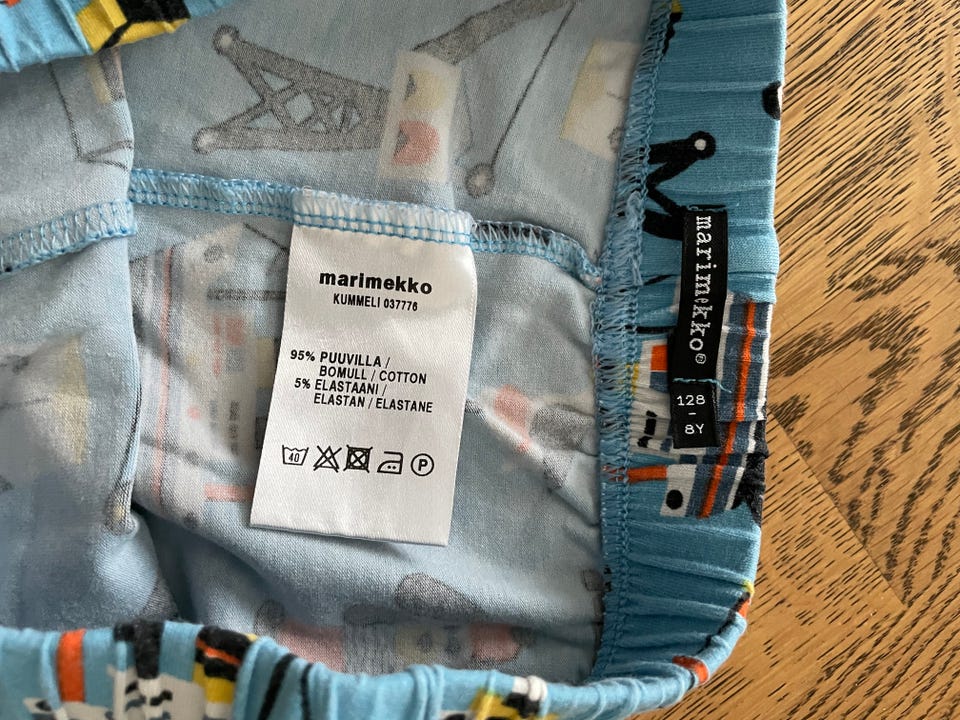 marimekko
KUMMELI 037776
95% PUUVILLA /
BOMULL / COTTON
5% ELASTAANI /
ELASTAN / ELASTANE
40
P
marimekko®
128
-
8Y